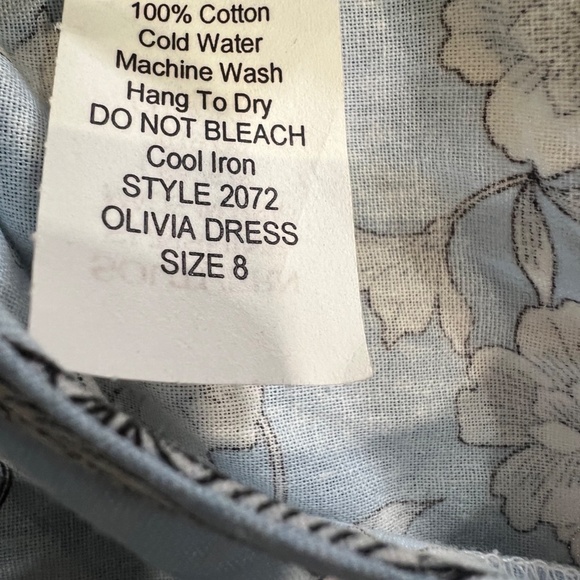 100% Cotton
Cold Water
Machine Wash
Hang To Dry
DO NOT BLEACH
Cool Iron
STYLE 2072
OLIVIA DRESS
SIZE 8